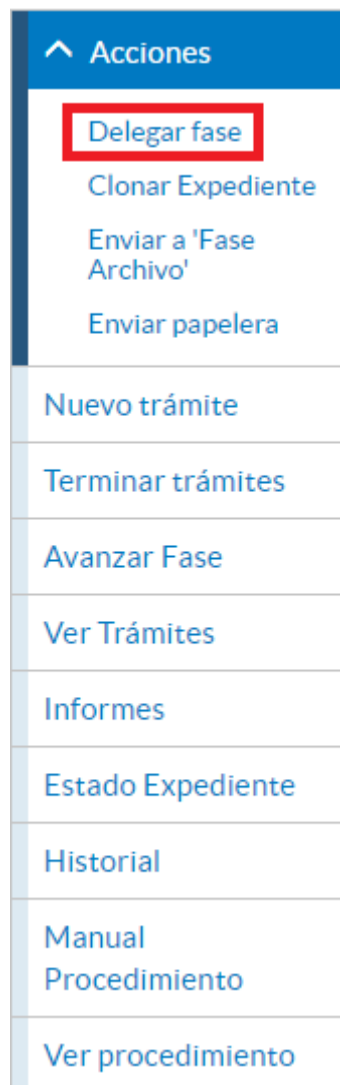 Acciones
Delegar fase
Clonar Expediente
Enviar a 'Fase
Archivo'
Enviar papelera
Nuevo trámite
Terminar trámites
Avanzar Fase
Ver Trámites
Informes
Estado Expediente
Historial
Manual
Procedimiento
Ver procedimiento